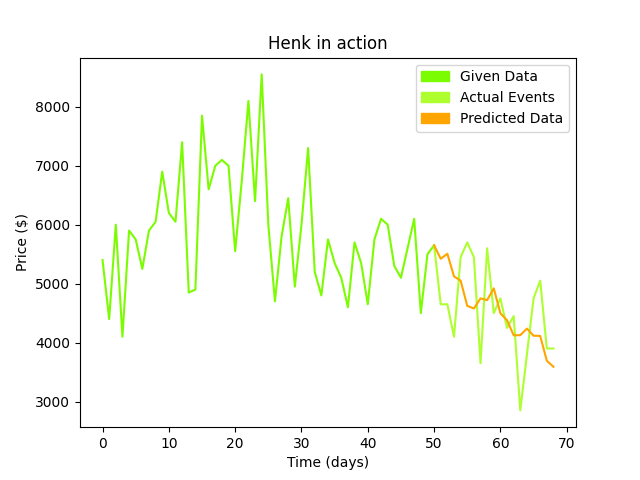 Henk in action
Given Data
Actual Events
Predicted Data
Price ($)
8000
7000
6000
5000
4000
3000
0 10 20 30 40 50 60 70
Time (days)